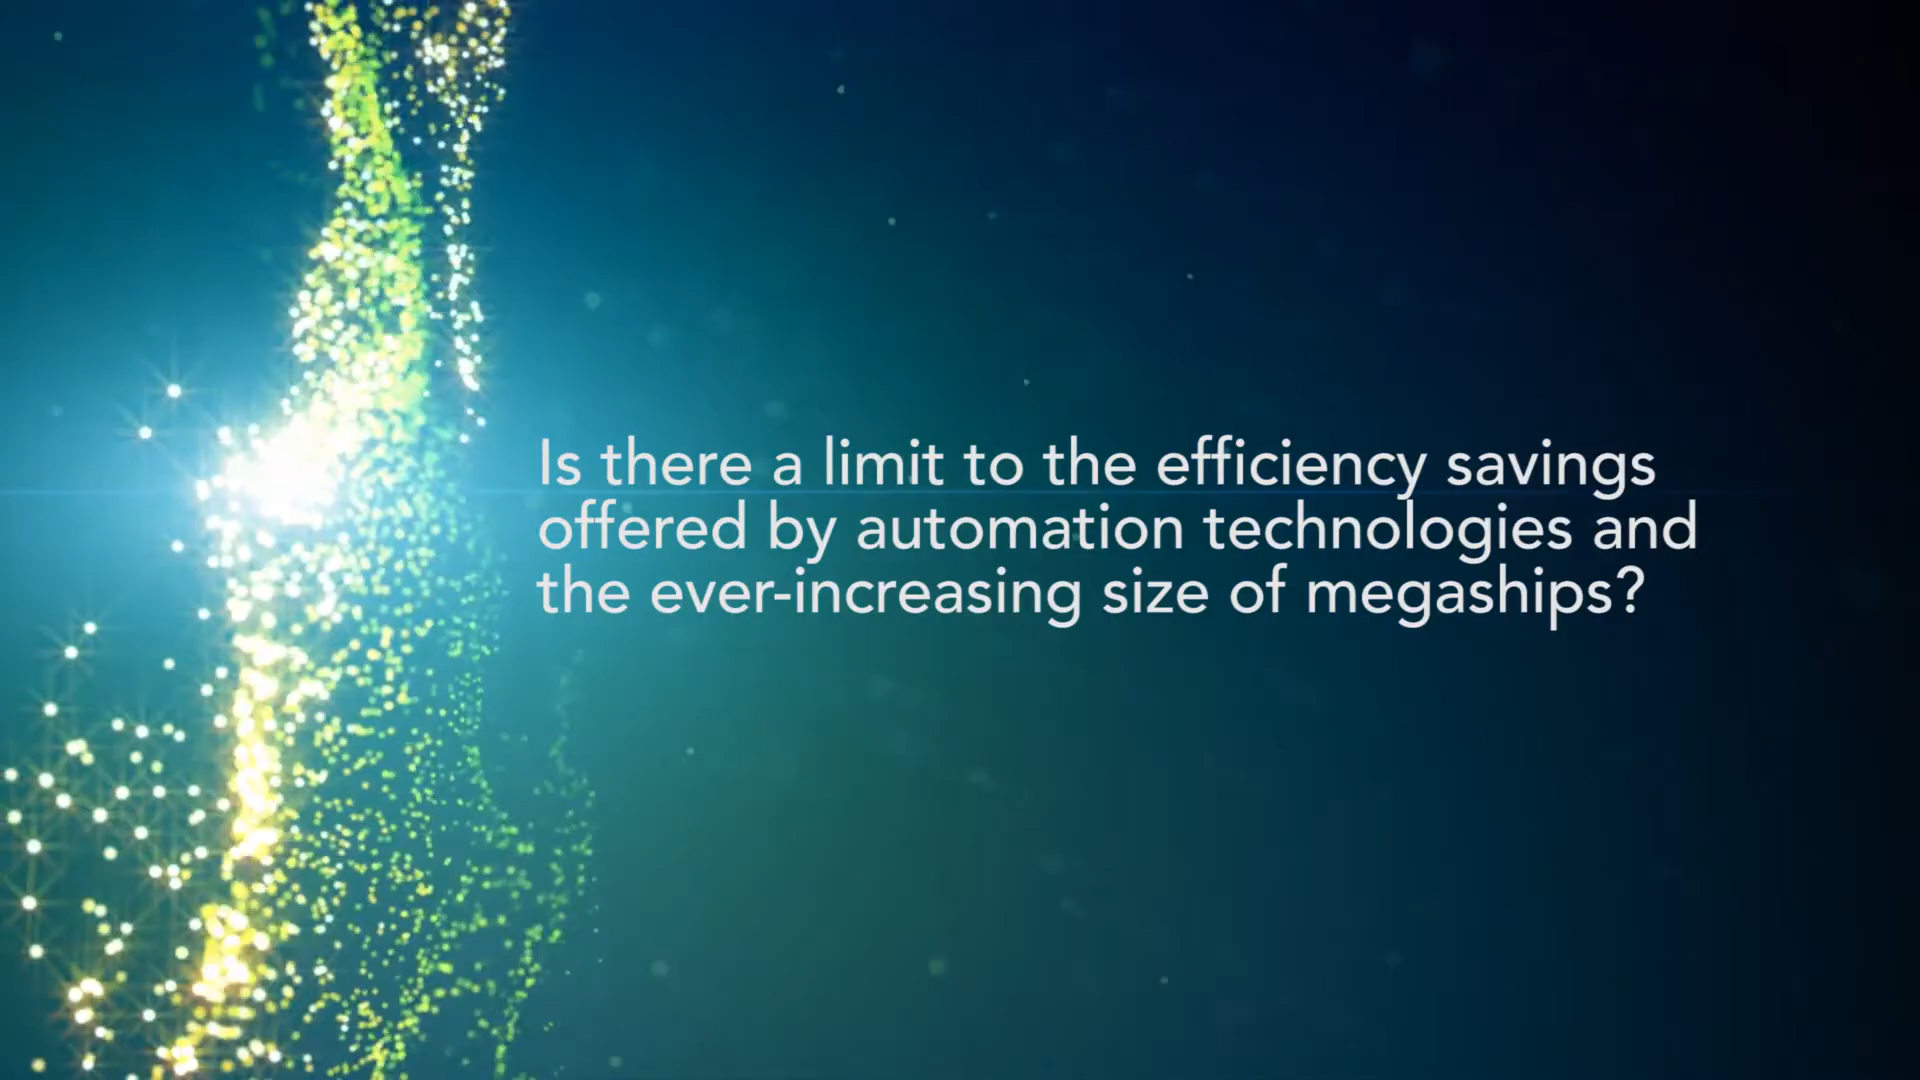 Is there a limit to the efficiency savings
offered by automation technologies and
the ever-increasing size of megaships?